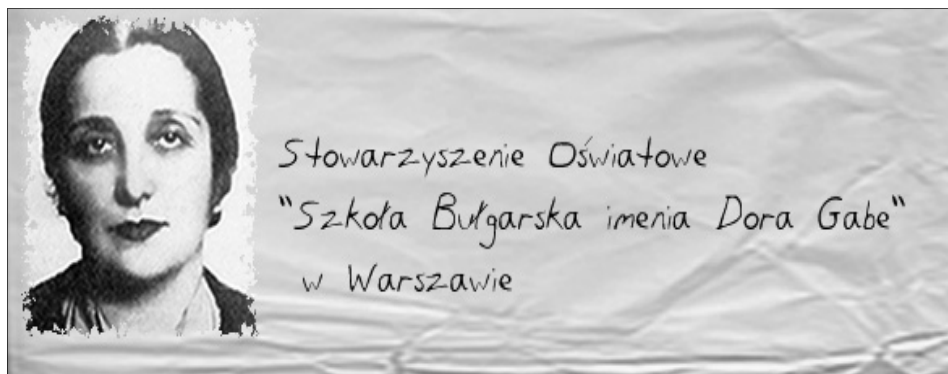 Stowarzyszenie Oświatowe
"Szkoła Bułgarska imenia Dora Gabe"
w Warszawie